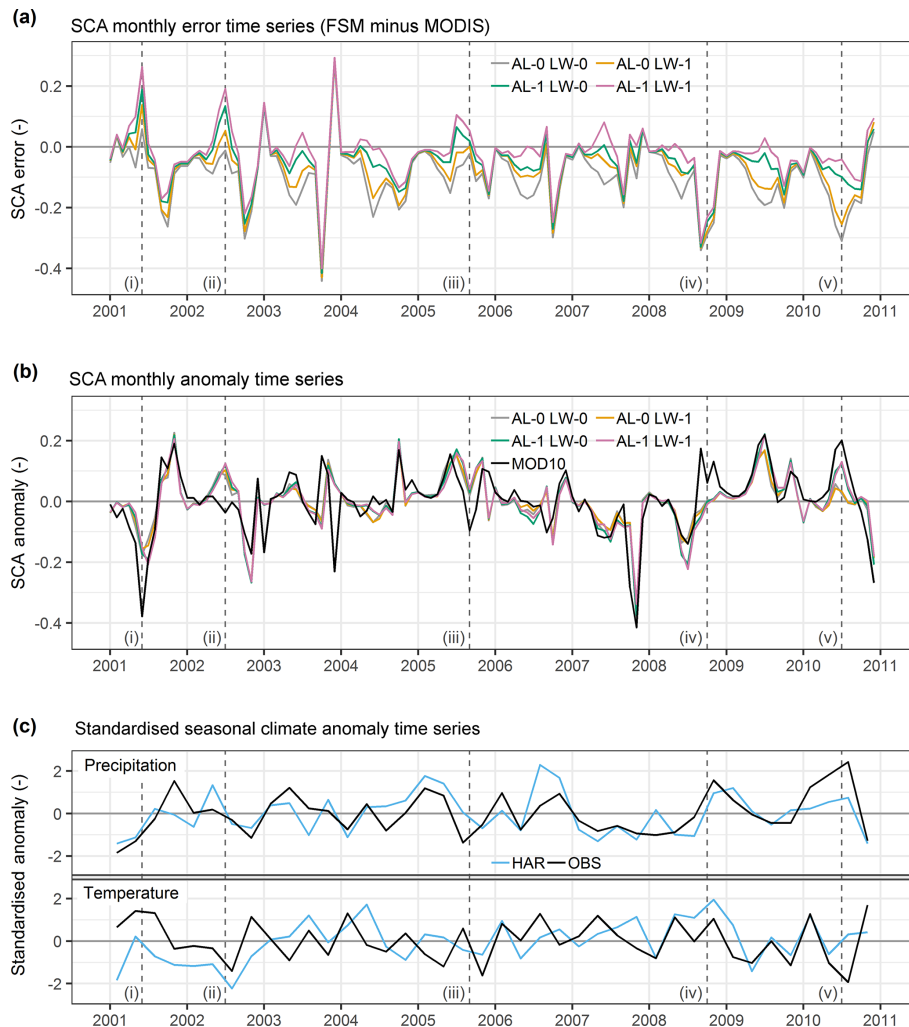 (a)
SCA monthly error time series (FSM minus MODIS)
AL-0 LW-0 AL-0 LW-1
AL-1 LW-0 AL-1 LW-1
0.2
0.0
-0.2
-0.4
SCA error (-)
(i) (ii) (iii) (iv) (v)
2001 2002 2003 2004 2005 2006 2007 2008 2009 2010 2011
(b)
SCA monthly anomaly time series
AL-0 LW-0 AL-0 LW-1
AL-1 LW-0 AL-1 LW-1
MOD10
0.2
0.0
-0.2
-0.4
SCA anomaly (-)
(i) (ii) (iii) (iv) (v)
2001 2002 2003 2004 2005 2006 2007 2008 2009 2010 2011
(c)
Standardised seasonal climate anomaly time series
Precipitation
2
0
-2
HAR OBS
Temperature
2
0
-2
Standardised anomaly (-)
(i) (ii) (iii) (iv) (v)
2001 2002 2003 2004 2005 2006 2007 2008 2009 2010 2011